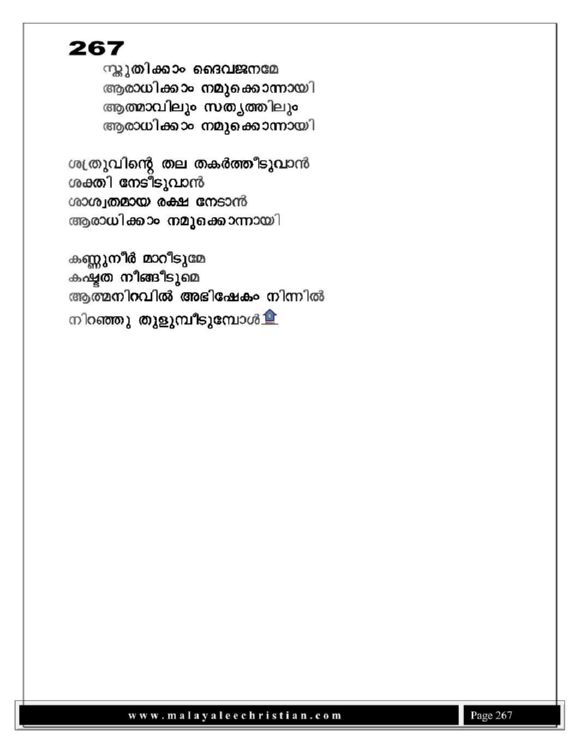 267
സ്തുതിക്കാം ദൈവജനമേ
ആരാധിക്കാം നമുക്കൊന്നായി
ആത്മാവിലും സത്യത്തിലും
ആരാധിക്കാം നമുക്കൊന്നായി
ശത്രുവിന്റെ തല തകർത്തീടുവാൻ
ശക്തി നേടീടുവാൻ
ശാശ്വതമായ രക്ഷ നേടാൻ
ആരാധിക്കാം നമുക്കൊന്നായി
കണ്ണുനീർ മാറീടുമേ
കഷ്ടത നീങ്ങീടുമെ
ആത്മനിറവിൽ അഭിഷേകം നിന്നിൽ
നിറഞ്ഞു തുളുമ്പീടുമ്പോൾ
www.malayaleechristian.com
Page 267